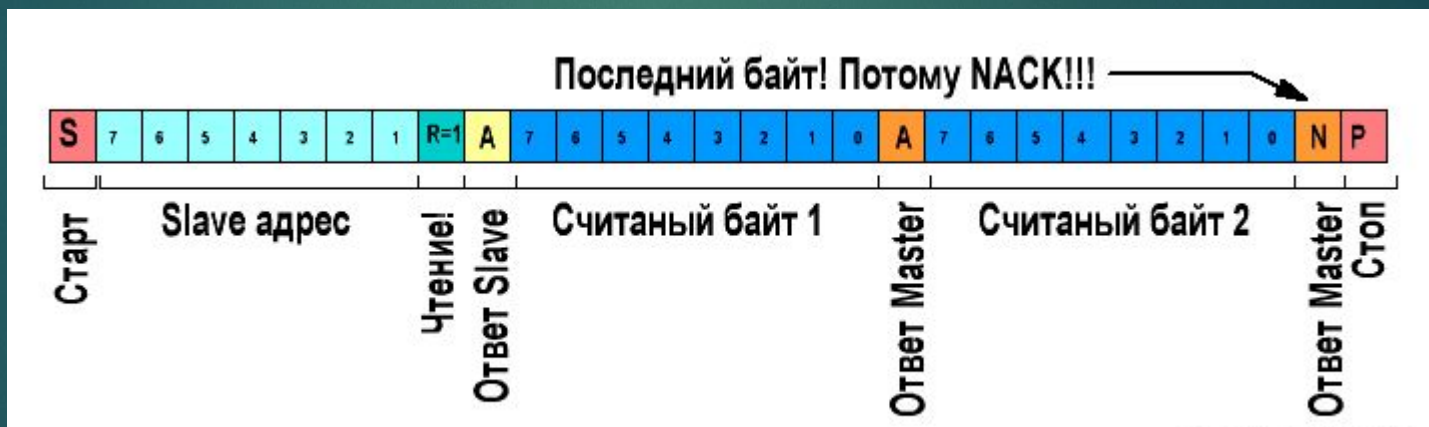 Последний байт! Потому NACK!!!
S 7 6 5 4 3 2 1 R=1 A 7 6 5 4 3 2 1 0 A 7 6 5 4 3 2 1 0 N P
Старт
Slave адрес
Чтение!
Ответ Slave
Считаный байт 1
Ответ Master
Считаный байт 2
Ответ Master
Стоп